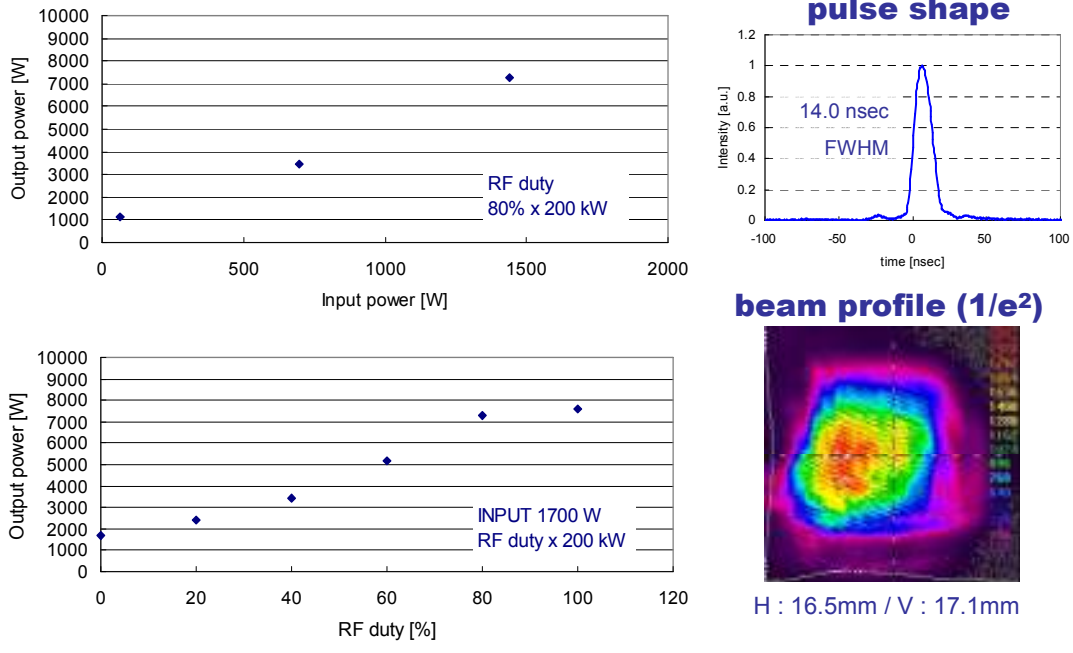 10000
9000
8000
7000
6000
5000
4000
3000
2000
1000
0
Output power [W]
RF duty
80% x 200 kW
0 500 1000 1500 2000
Input power [W]
pulse shape
1.2
1
0.8
0.6
0.4
0.2
0
Intensity [a.u.]
14.0 nsec
FWHM
-100 -50 0 50 100
time [nsec]
10000
9000
8000
7000
6000
5000
4000
3000
2000
1000
0
Output power [W]
INPUT 1700 W
RF duty x 200 kW
0 20 40 60 80 100 120
RF duty [%]
beam profile (1/e²)
H : 16.5mm / V : 17.1mm